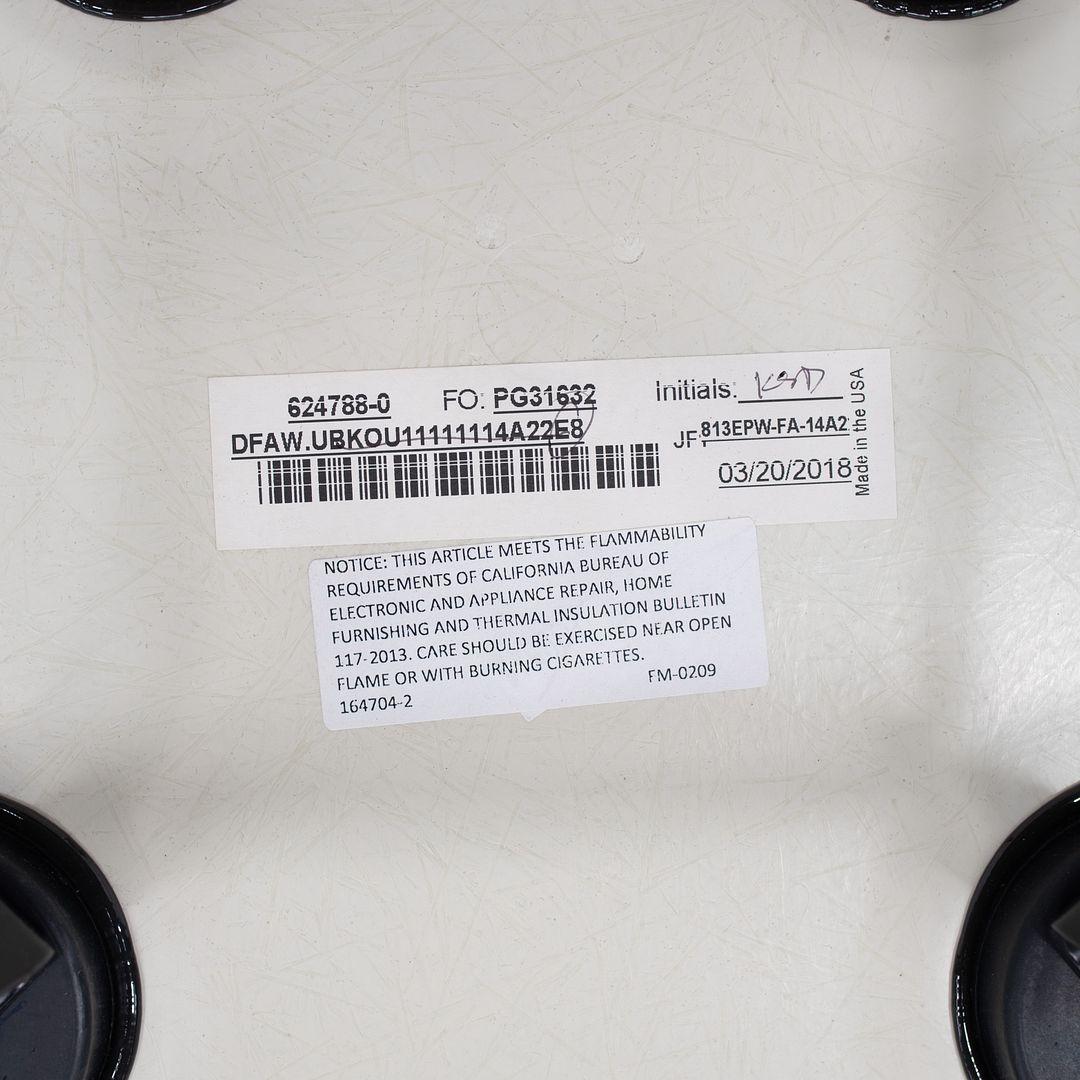 624788-0 FO: PG31632 Initials: KSD
DFAW.UBKOU11111114A22E8
JF: 813EPW-FA-14A2
03/20/2018
Made in the USA
NOTICE: THIS ARTICLE MEETS THE FLAMMABILITY
REQUIREMENTS OF CALIFORNIA BUREAU OF
ELECTRONIC AND APPLIANCE REPAIR, HOME
FURNISHING AND THERMAL INSULATION BULLETIN
117-2013. CARE SHOULD BE EXERCISED NEAR OPEN
FLAME OR WITH BURNING CIGARETTES.
164704-2 FM-0209